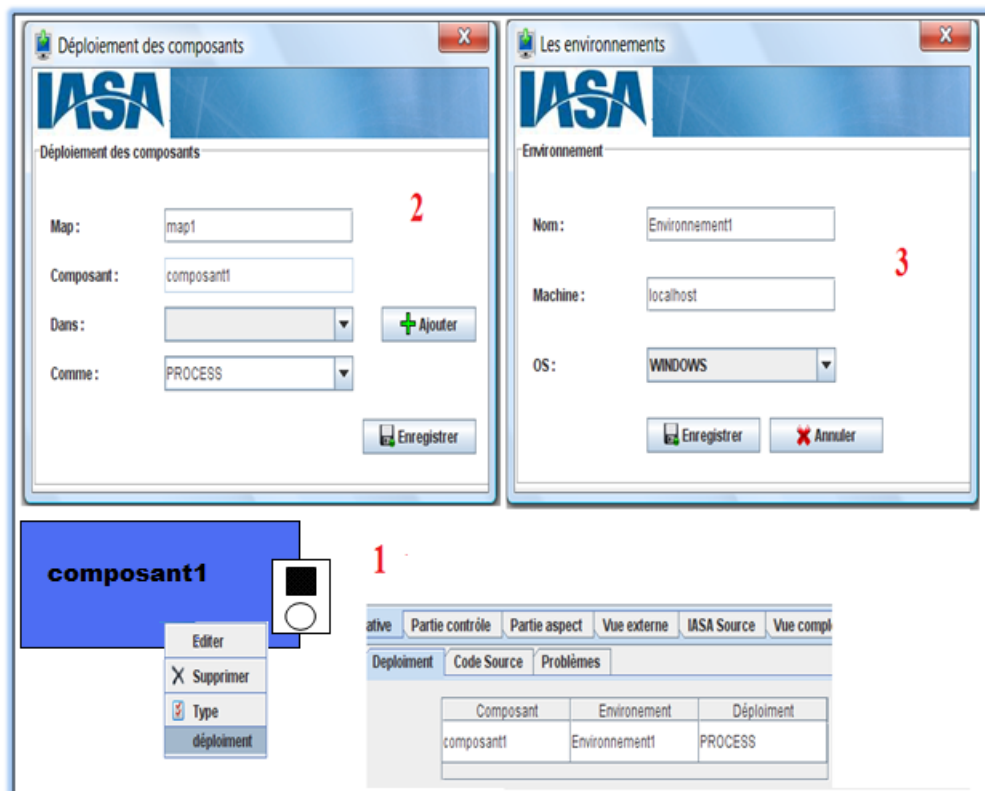 Déploiement des composants
IASA
Déploiement des composants
2
Map :
map1
Composant :
composant1
Dans :
Ajouter
Comme :
PROCESS
Enregistrer
Les environnements
IASA
Environnement
Nom :
Environnement1
3
Machine :
localhost
OS :
WINDOWS
Enregistrer
Annuler
composant1
Editer
Supprimer
Type
déploiment
1
ative Partie contrôle Partie aspect Vue externe IASA Source Vue compl
Deploiment Code Source Problèmes
Composant Environement Déploiment
composant1 Environnement1 PROCESS